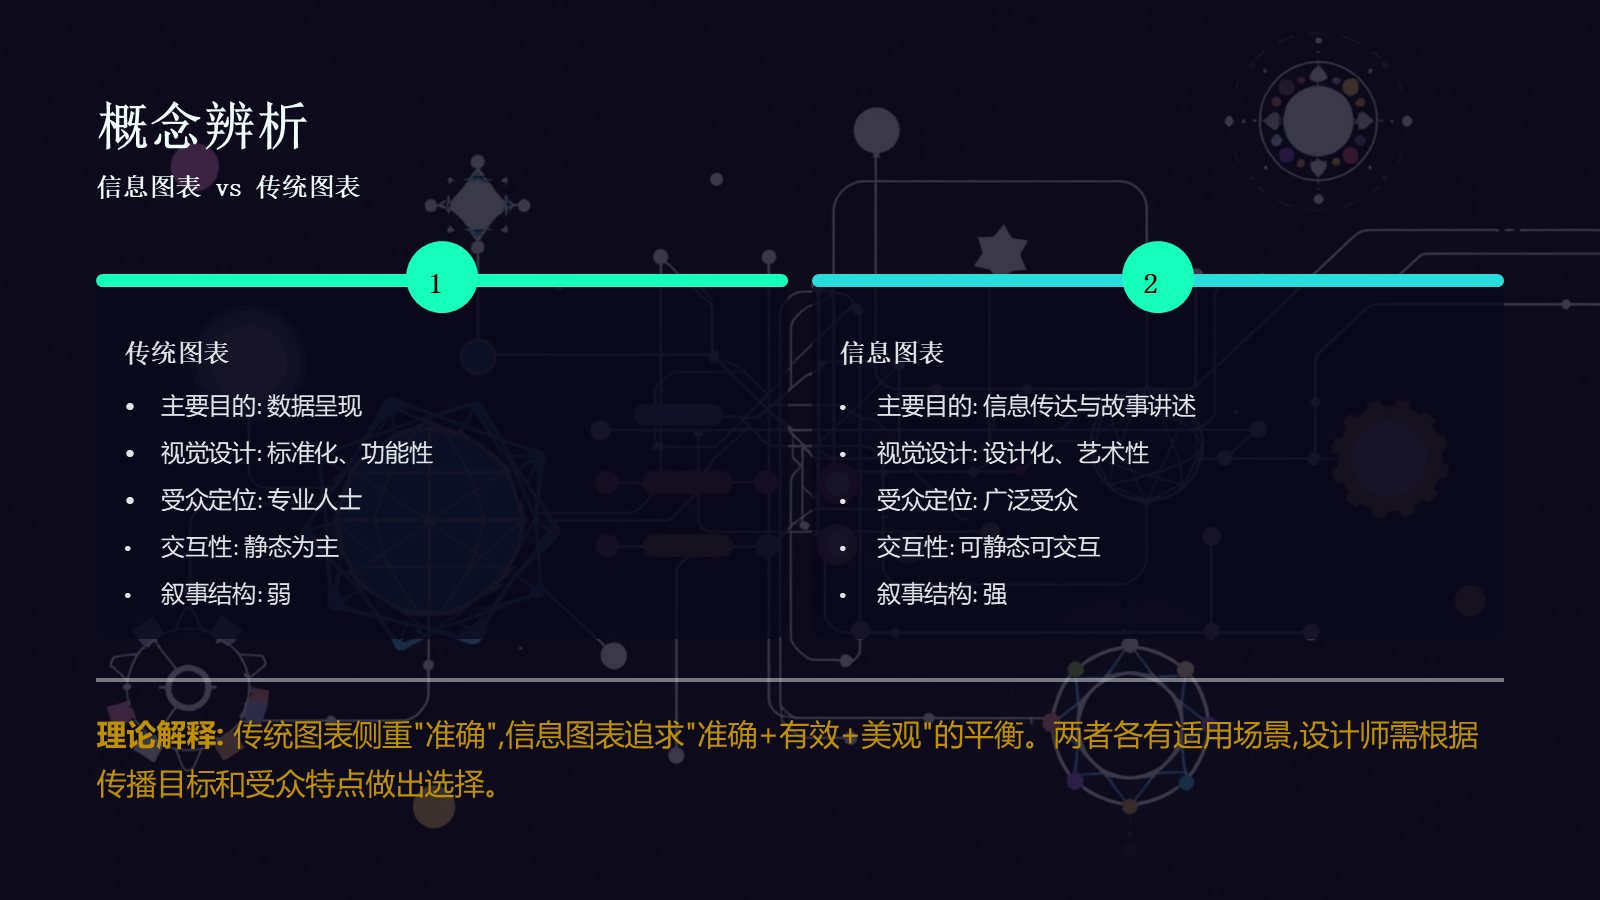 概念辨析
信息图表 vs 传统图表
1
传统图表
• 主要目的: 数据呈现
• 视觉设计: 标准化、功能性
• 受众定位: 专业人士
• 交互性: 静态为主
• 叙事结构: 弱
2
信息图表
• 主要目的: 信息传达与故事讲述
• 视觉设计: 设计化、艺术性
• 受众定位: 广泛受众
• 交互性: 可静态可交互
• 叙事结构: 强
理论解释: 传统图表侧重"准确",信息图表追求"准确+有效+美观"的平衡。两者各有适用场景,设计师需根据
传播目标和受众特点做出选择。